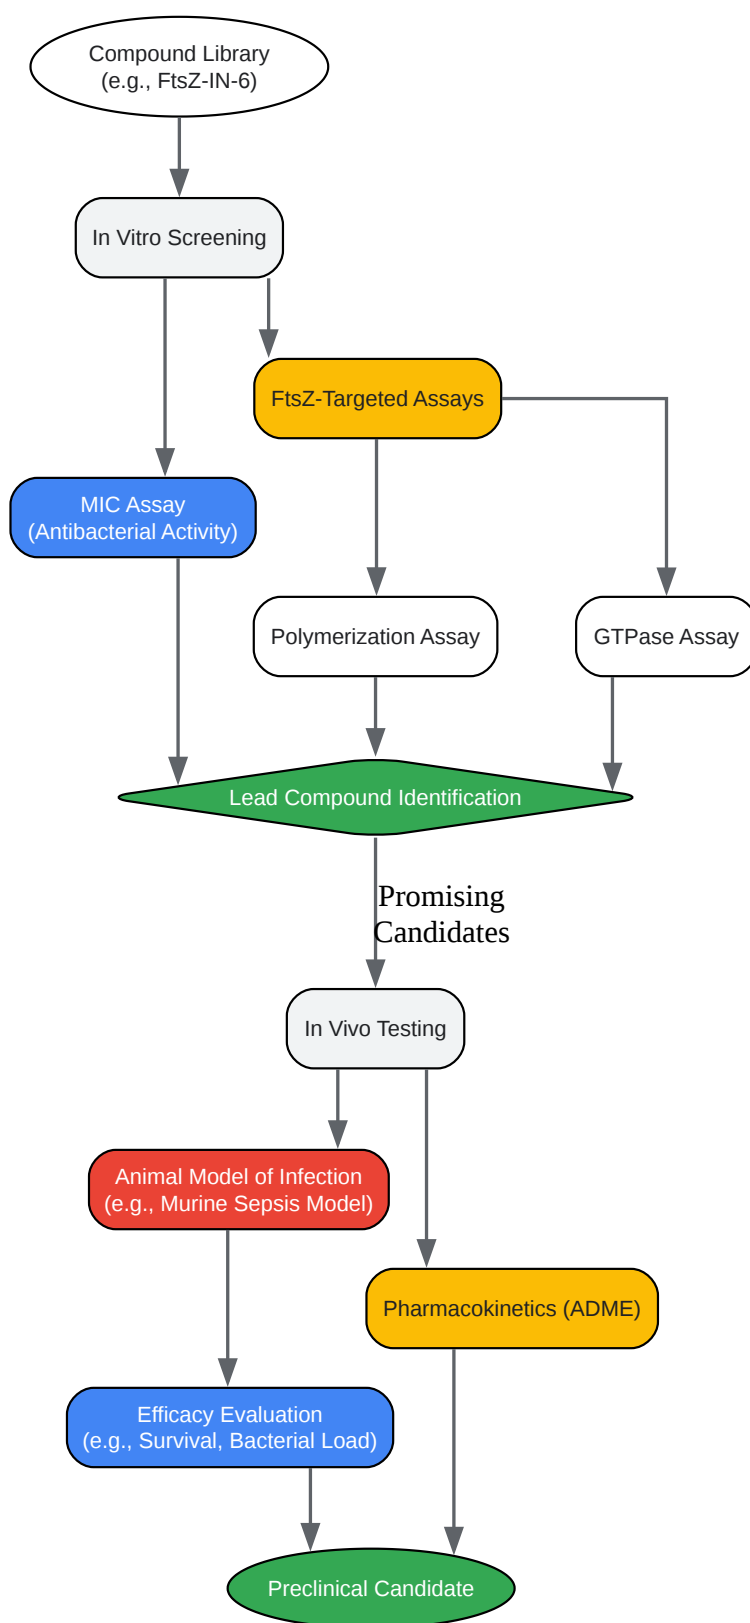 Compound Library
(e.g., FtsZ-IN-6)
In Vitro Screening
FtsZ-Targeted Assays
MIC Assay
(Antibacterial Activity)
Polymerization Assay
GTPase Assay
Lead Compound Identification
Promising
Candidates
In Vivo Testing
Animal Model of Infection
(e.g., Murine Sepsis Model)
Pharmacokinetics (ADME)
Efficacy Evaluation
(e.g., Survival, Bacterial Load)
Preclinical Candidate